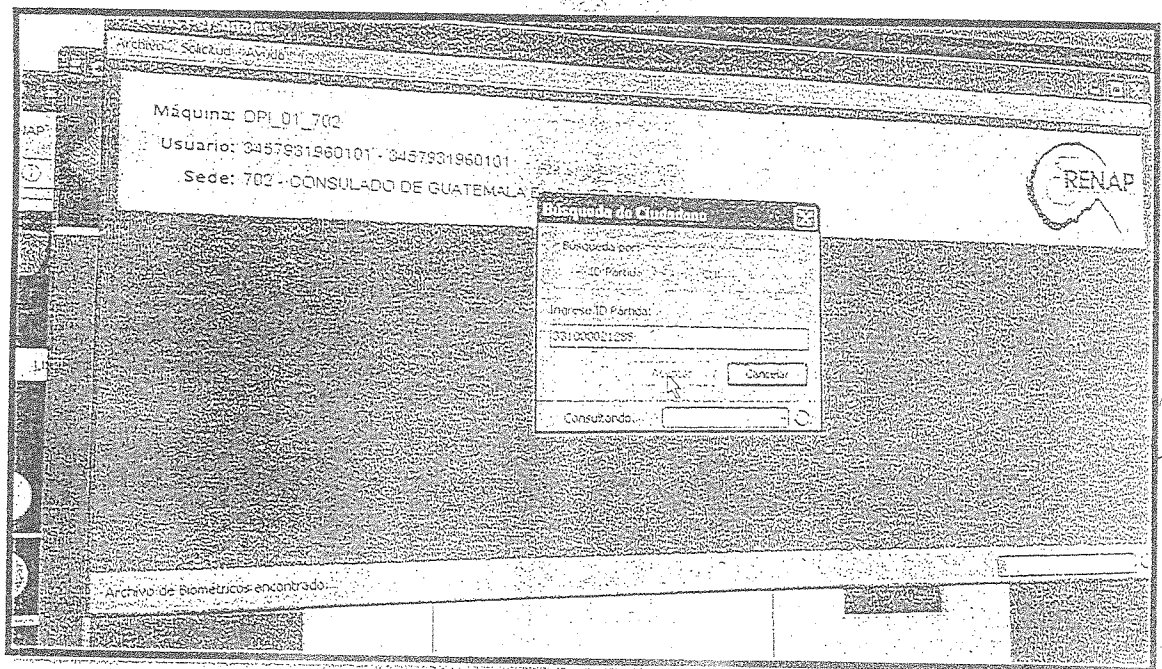 Archivo Solicitud Ayuda
Máquina: DPI_01_702
Usuario: 3457931960101 - 3457931960101
Sede: 702 - CONSULADO DE GUATEMALA
RENAP
Búsqueda de Ciudadano
Búsqueda por:
ID Partida
Ingrese ID Partida:
331000021299
Aceptar
Cancelar
Consultando...
Archivo de Biométricos encontrado...